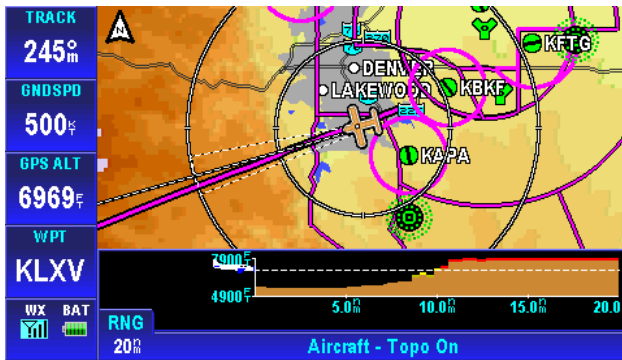 TRACK
245°m
GNDSPD
500kT
GPS ALT
6969FT
WPT
KLXV
WX BAT
N
KFTG
DENVER
LAKEWOOD
KBKF
KAPA
7900FT
4900FT
5.0nm 10.0nm 15.0nm 20.0
RNG
20nm
Aircraft - Topo On